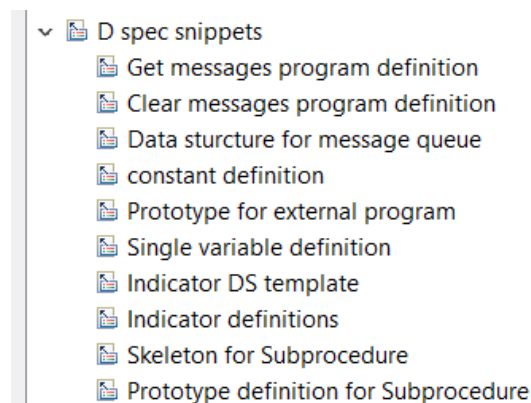 D spec snippets
Get messages program definition
Clear messages program definition
Data sturcture for message queue
constant definition
Prototype for external program
Single variable definition
Indicator DS template
Indicator definitions
Skeleton for Subprocedure
Prototype definition for Subprocedure